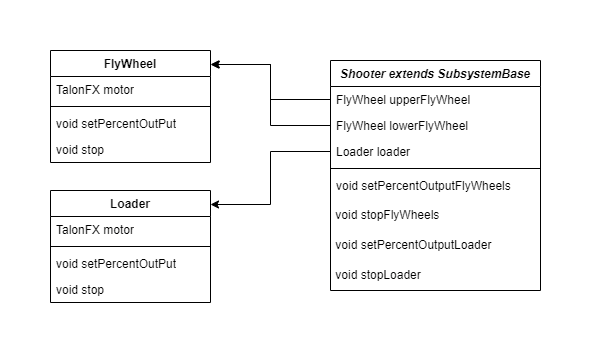 FlyWheel
TalonFX motor
void setPercentOutPut
void stop
Loader
TalonFX motor
void setPercentOutPut
void stop
Shooter extends SubsystemBase
FlyWheel upperFlyWheel
FlyWheel lowerFlyWheel
Loader loader
void setPercentOutputFlyWheels
void stopFlyWheels
void setPercentOutputLoader
void stopLoader